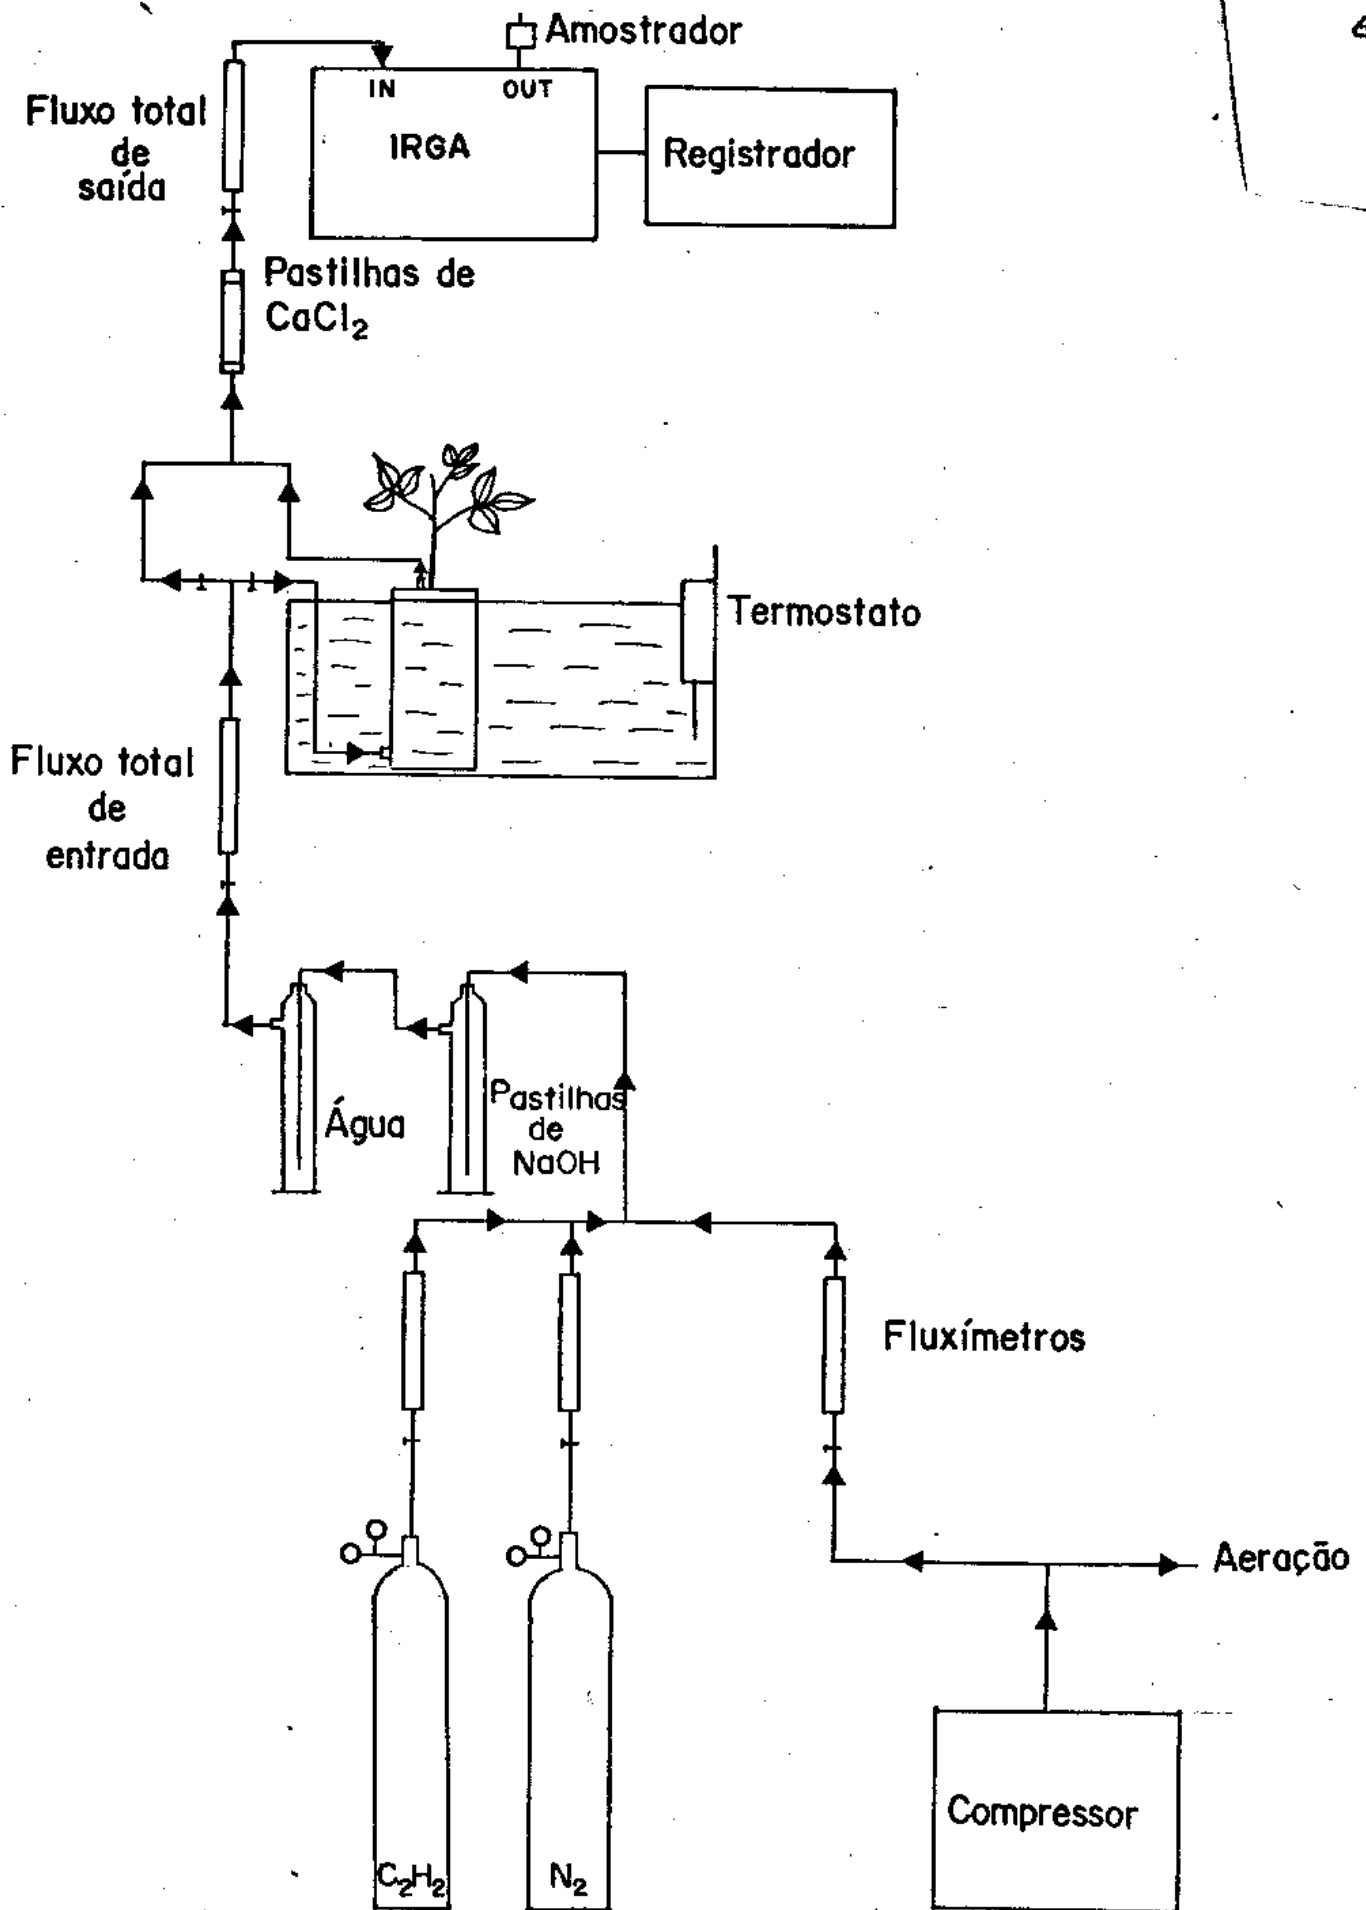 Amostrador
IN
OUT
Fluxo total
de
saída
IRGA
Registrador
Pastilhas de
CaCl₂
Termostato
Fluxo total
de
entrada
Água
Pastilhas
de
NaOH
Fluxímetros
Aeração
Compressor
C₂H₂
N₂